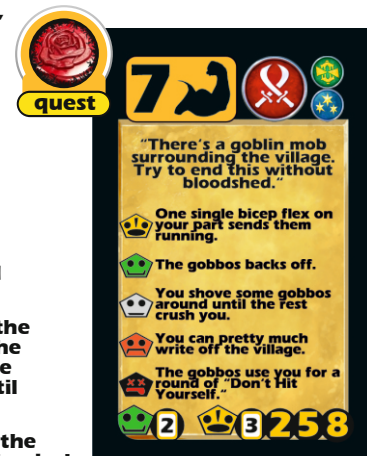 quest
7
"There's a goblin mob
surrounding the village.
Try to end this without
bloodshed."
One single bicep flex on
your part sends them
running.
The gobbos backs off.
You shove some gobbos
around until the rest
crush you.
You can pretty much
write off the village.
The gobbos use you for a
round of "Don't Hit
Yourself."
2 3 258
the
til
the